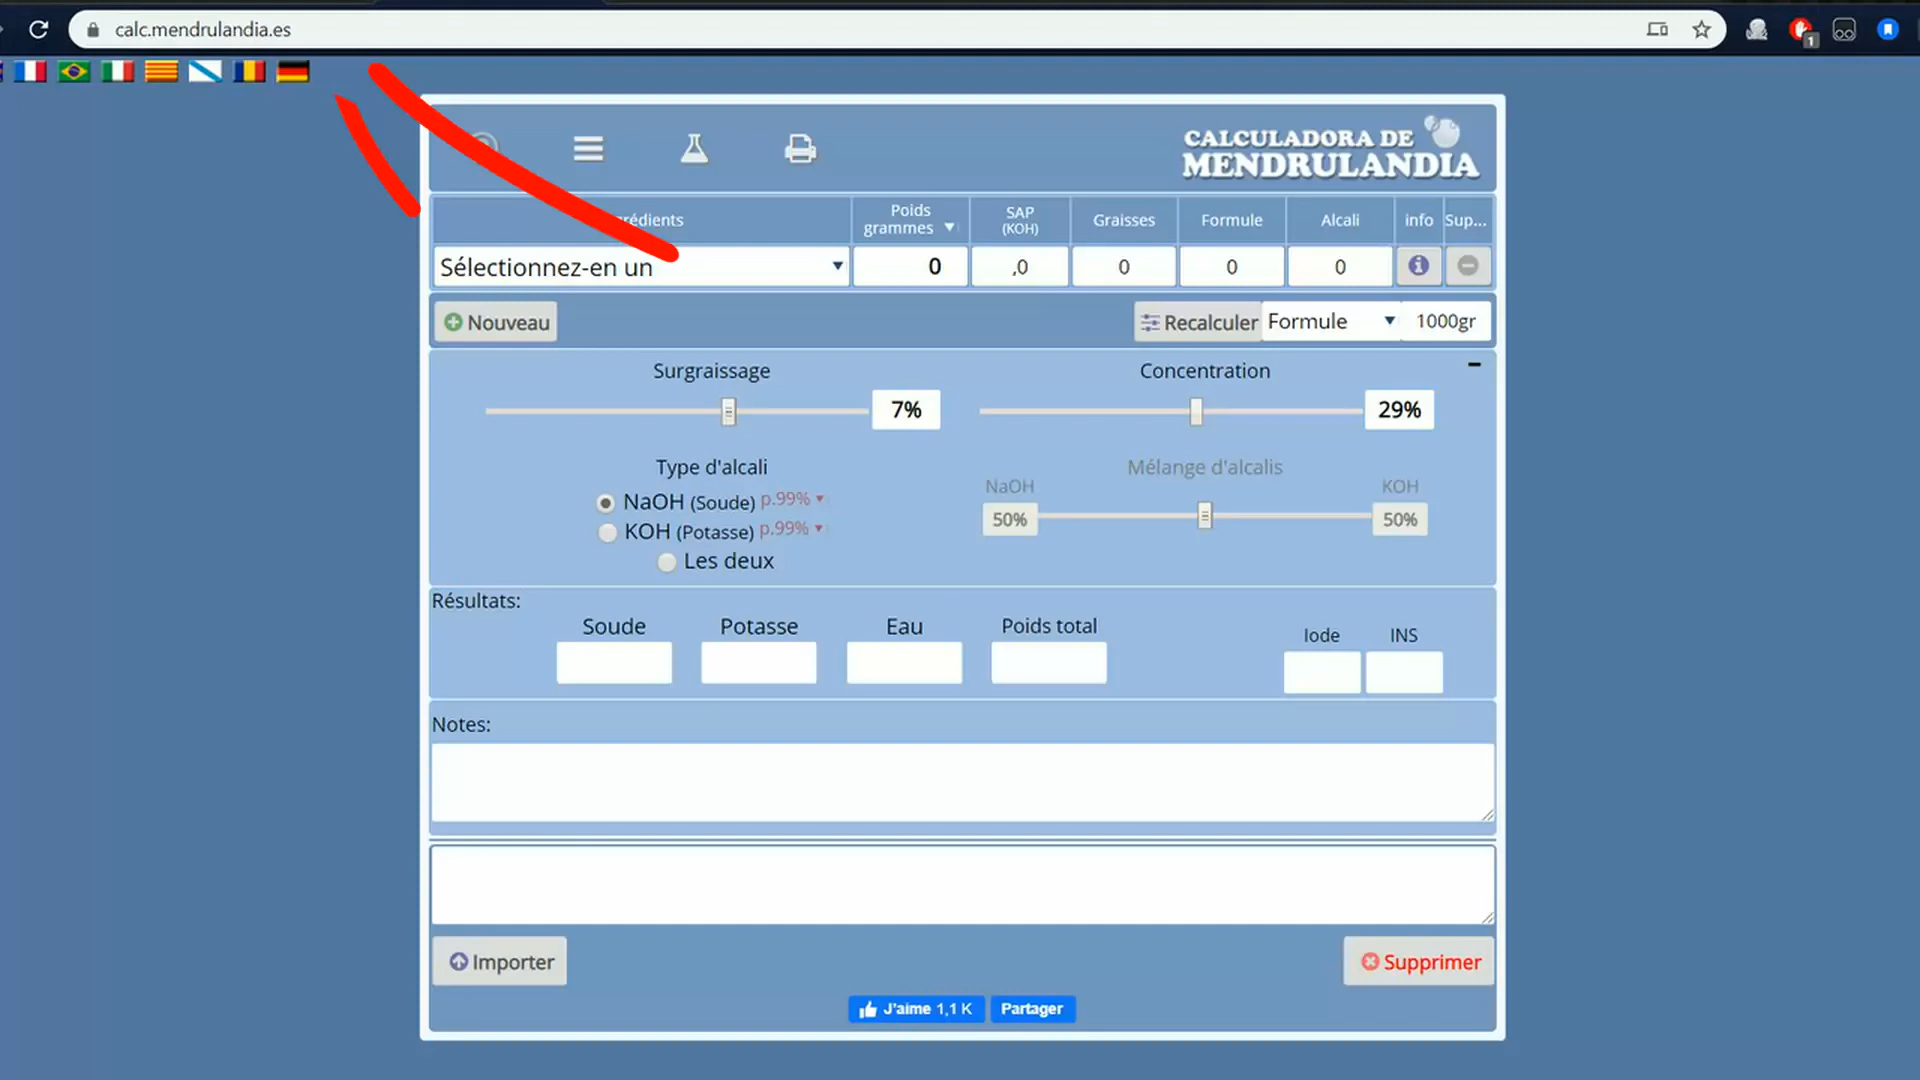 calc.mendrulandia.es
1
CALCULADORA DE
MENDRULANDIA
rédients
Poids grammes
SAP (KOH)
Graisses
Formule
Alcali
info
Sup...
Sélectionnez-en un
0
,0
0
0
0
Nouveau
Recalculer
Formule
1000gr
Surgraissage
Concentration
7%
29%
Type d'alcali
Mélange d'alcalis
NaOH (Soude) p.99%
NaOH
KOH
KOH (Potasse) p.99%
50%
50%
Les deux
Résultats:
Soude
Potasse
Eau
Poids total
Iode
INS
Notes:
Importer
Supprimer
J'aime 1,1 K
Partager